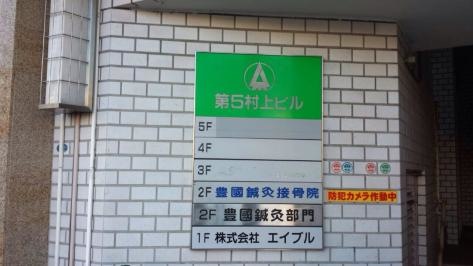 第5村上ビル
5F
4F
3F
2F 豊國鍼灸接骨院
2F 豊國鍼灸部門
1F 株式会社 エイブル
防犯カメラ作動中